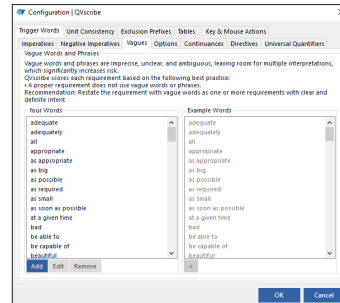 Configuration | QVscribe
Trigger Words Unit Consistency Exclusion Prefixes Tables Key & Mouse Actions
Imperatives Negative Imperatives Vagues Options Continuances Directives Universal Quantifiers
Vague Words and Phrases
Vague words and phrases are imprecise, unclear, and ambiguous, leaving room for multiple interpretations,
which significantly increases risk.
QVscribe scores each requirement based on the following best practice:
• A proper requirement does not use vague words or phrases.
Recommendation: Restate the requirement with vague words as one or more requirements with clear and
definite intent
Your Words Example Words
adequate adequate
adequately adequately
all all
appropriate appropriate
as appropriate as appropriate
as big as big
as possible as possible
as required as required
as small as small
as soon as possible as soon as possible
at a given time at a given time
bad bad
be able to be able to
be capable of be capable of
beautiful beautiful
Add Edit Remove <
OK Cancel